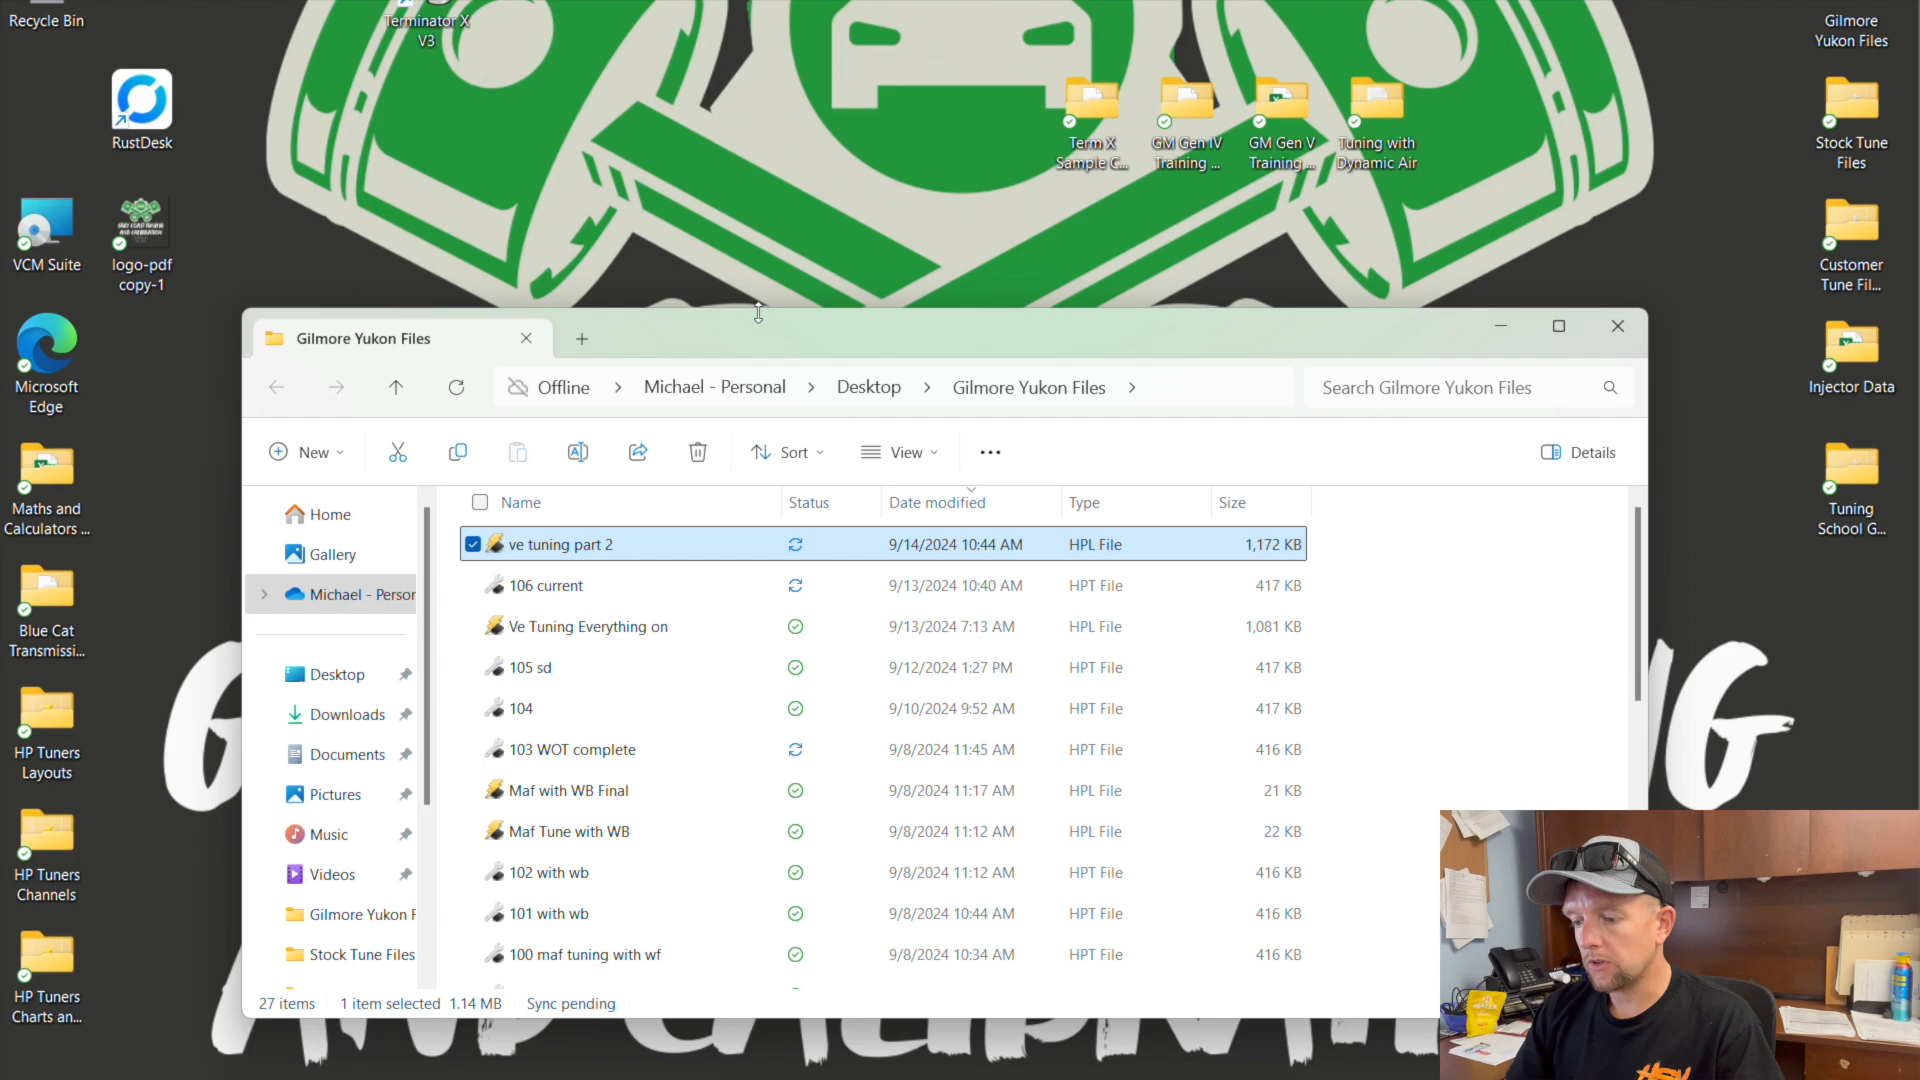 Recycle Bin
Terminator X
V3
Gilmore
Yukon Files
RustDesk
Term X
Sample C...
GM Gen IV
Training ...
GM Gen V
Training ...
Tuning with
Dynamic Air
Stock Tune
Files
VCM Suite
logo-pdf
copy-1
Customer
Tune Fil...
Gilmore Yukon Files
Microsoft
Edge
Offline > Michael - Personal > Desktop > Gilmore Yukon Files >
Search Gilmore Yukon Files
Injector Data
New
Sort
View
Details
Name Status Date modified Type Size
Home
Gallery
Michael - Persor
Desktop
Downloads
Documents
Pictures
Music
Videos
Gilmore Yukon F
Stock Tune Files
ve tuning part 2 9/14/2024 10:44 AM HPL File 1,172 KB
106 current 9/13/2024 10:40 AM HPT File 417 KB
Ve Tuning Everything on 9/13/2024 7:13 AM HPL File 1,081 KB
105 sd 9/12/2024 1:27 PM HPT File 417 KB
104 9/10/2024 9:52 AM HPT File 417 KB
103 WOT complete 9/8/2024 11:45 AM HPT File 416 KB
Maf with WB Final 9/8/2024 11:17 AM HPL File 21 KB
Maf Tune with WB 9/8/2024 11:12 AM HPL File 22 KB
102 with wb 9/8/2024 11:12 AM HPT File 416 KB
101 with wb 9/8/2024 10:44 AM HPT File 416 KB
100 maf tuning with wf 9/8/2024 10:34 AM HPT File 416 KB
27 items 1 item selected 1.14 MB Sync pending
Maths and
Calculators ...
Tuning
School G...
Blue Cat
Transmissi...
HP Tuners
Layouts
HP Tuners
Channels
HP Tuners
Charts an...